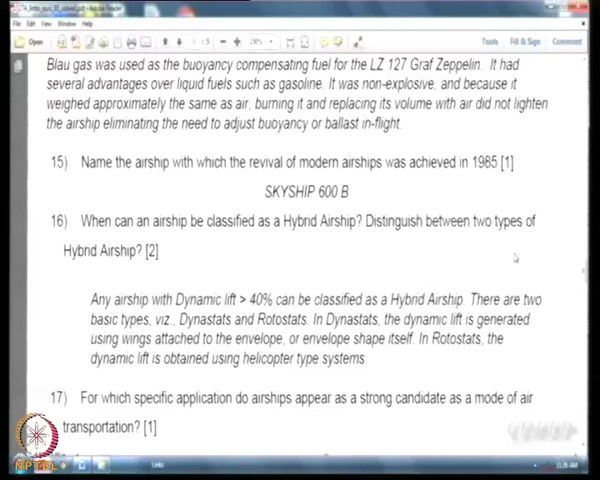 File Edit View Window Help
Open
Tools Fill & Sign Comment
Blau gas was used as the buoyancy compensating fuel for the LZ 127 Graf Zeppelin. It had
several advantages over liquid fuels such as gasoline. It was non-explosive, and because it
weighed approximately the same as air, burning it and replacing its volume with air did not lighten
the airship eliminating the need to adjust buoyancy or ballast in-flight.
15) Name the airship with which the revival of modern airships was achieved in 1985 [1]
SKYSHIP 600 B
16) When can an airship be classified as a Hybrid Airship? Distinguish between two types of
Hybrid Airship? [2]
Any airship with Dynamic lift > 40% can be classified as a Hybrid Airship. There are two
basic types, viz., Dynastats and Rotostats. In Dynastats, the dynamic lift is generated
using wings attached to the envelope, or envelope shape itself. In Rotostats, the
dynamic lift is obtained using helicopter type systems
17) For which specific application do airships appear as a strong candidate as a mode of air
transportation? [1]
NPTEL
Links